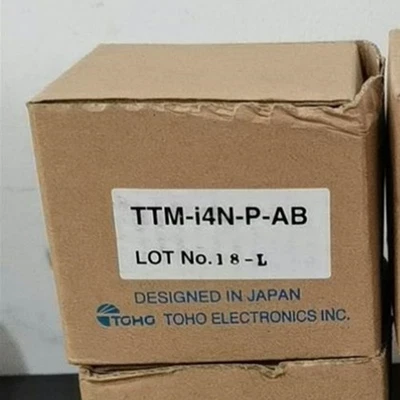 TTM-i4N-P-AB
LOT No.18-L
DESIGNED IN JAPAN
TOHO TOHO ELECTRONICS INC.